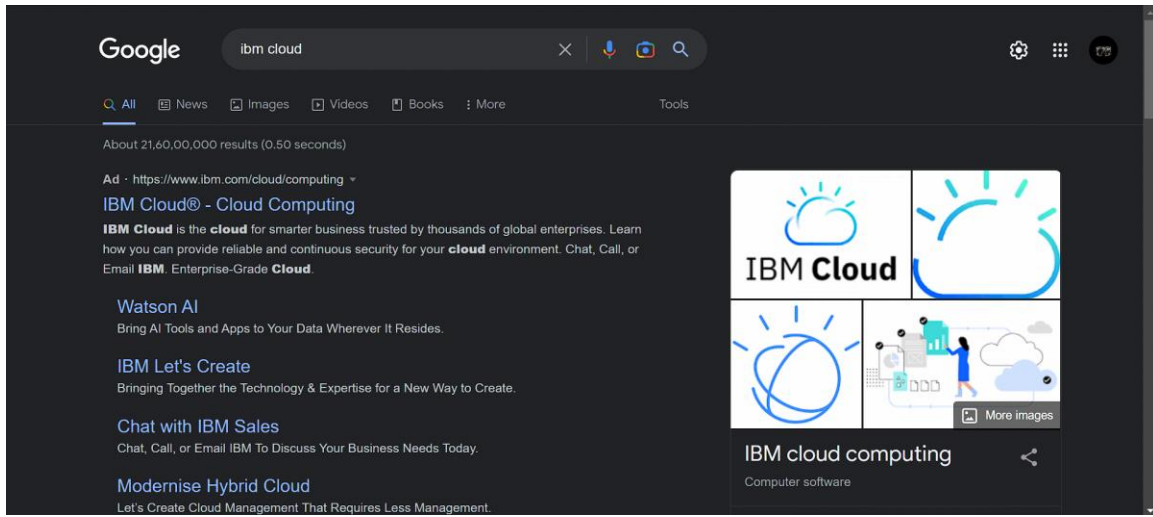 Google
ibm cloud
All News Images Videos Books More Tools
About 21,60,00,000 results (0.50 seconds)
Ad · https://www.ibm.com/cloud/computing
IBM Cloud® - Cloud Computing
IBM Cloud is the cloud for smarter business trusted by thousands of global enterprises. Learn
how you can provide reliable and continuous security for your cloud environment. Chat, Call, or
Email IBM. Enterprise-Grade Cloud.
Watson AI
Bring AI Tools and Apps to Your Data Wherever It Resides.
IBM Let's Create
Bringing Together the Technology & Expertise for a New Way to Create.
Chat with IBM Sales
Chat, Call, or Email IBM To Discuss Your Business Needs Today.
Modernise Hybrid Cloud
Let's Create Cloud Management That Requires Less Management.
IBM Cloud
More images
IBM cloud computing
Computer software